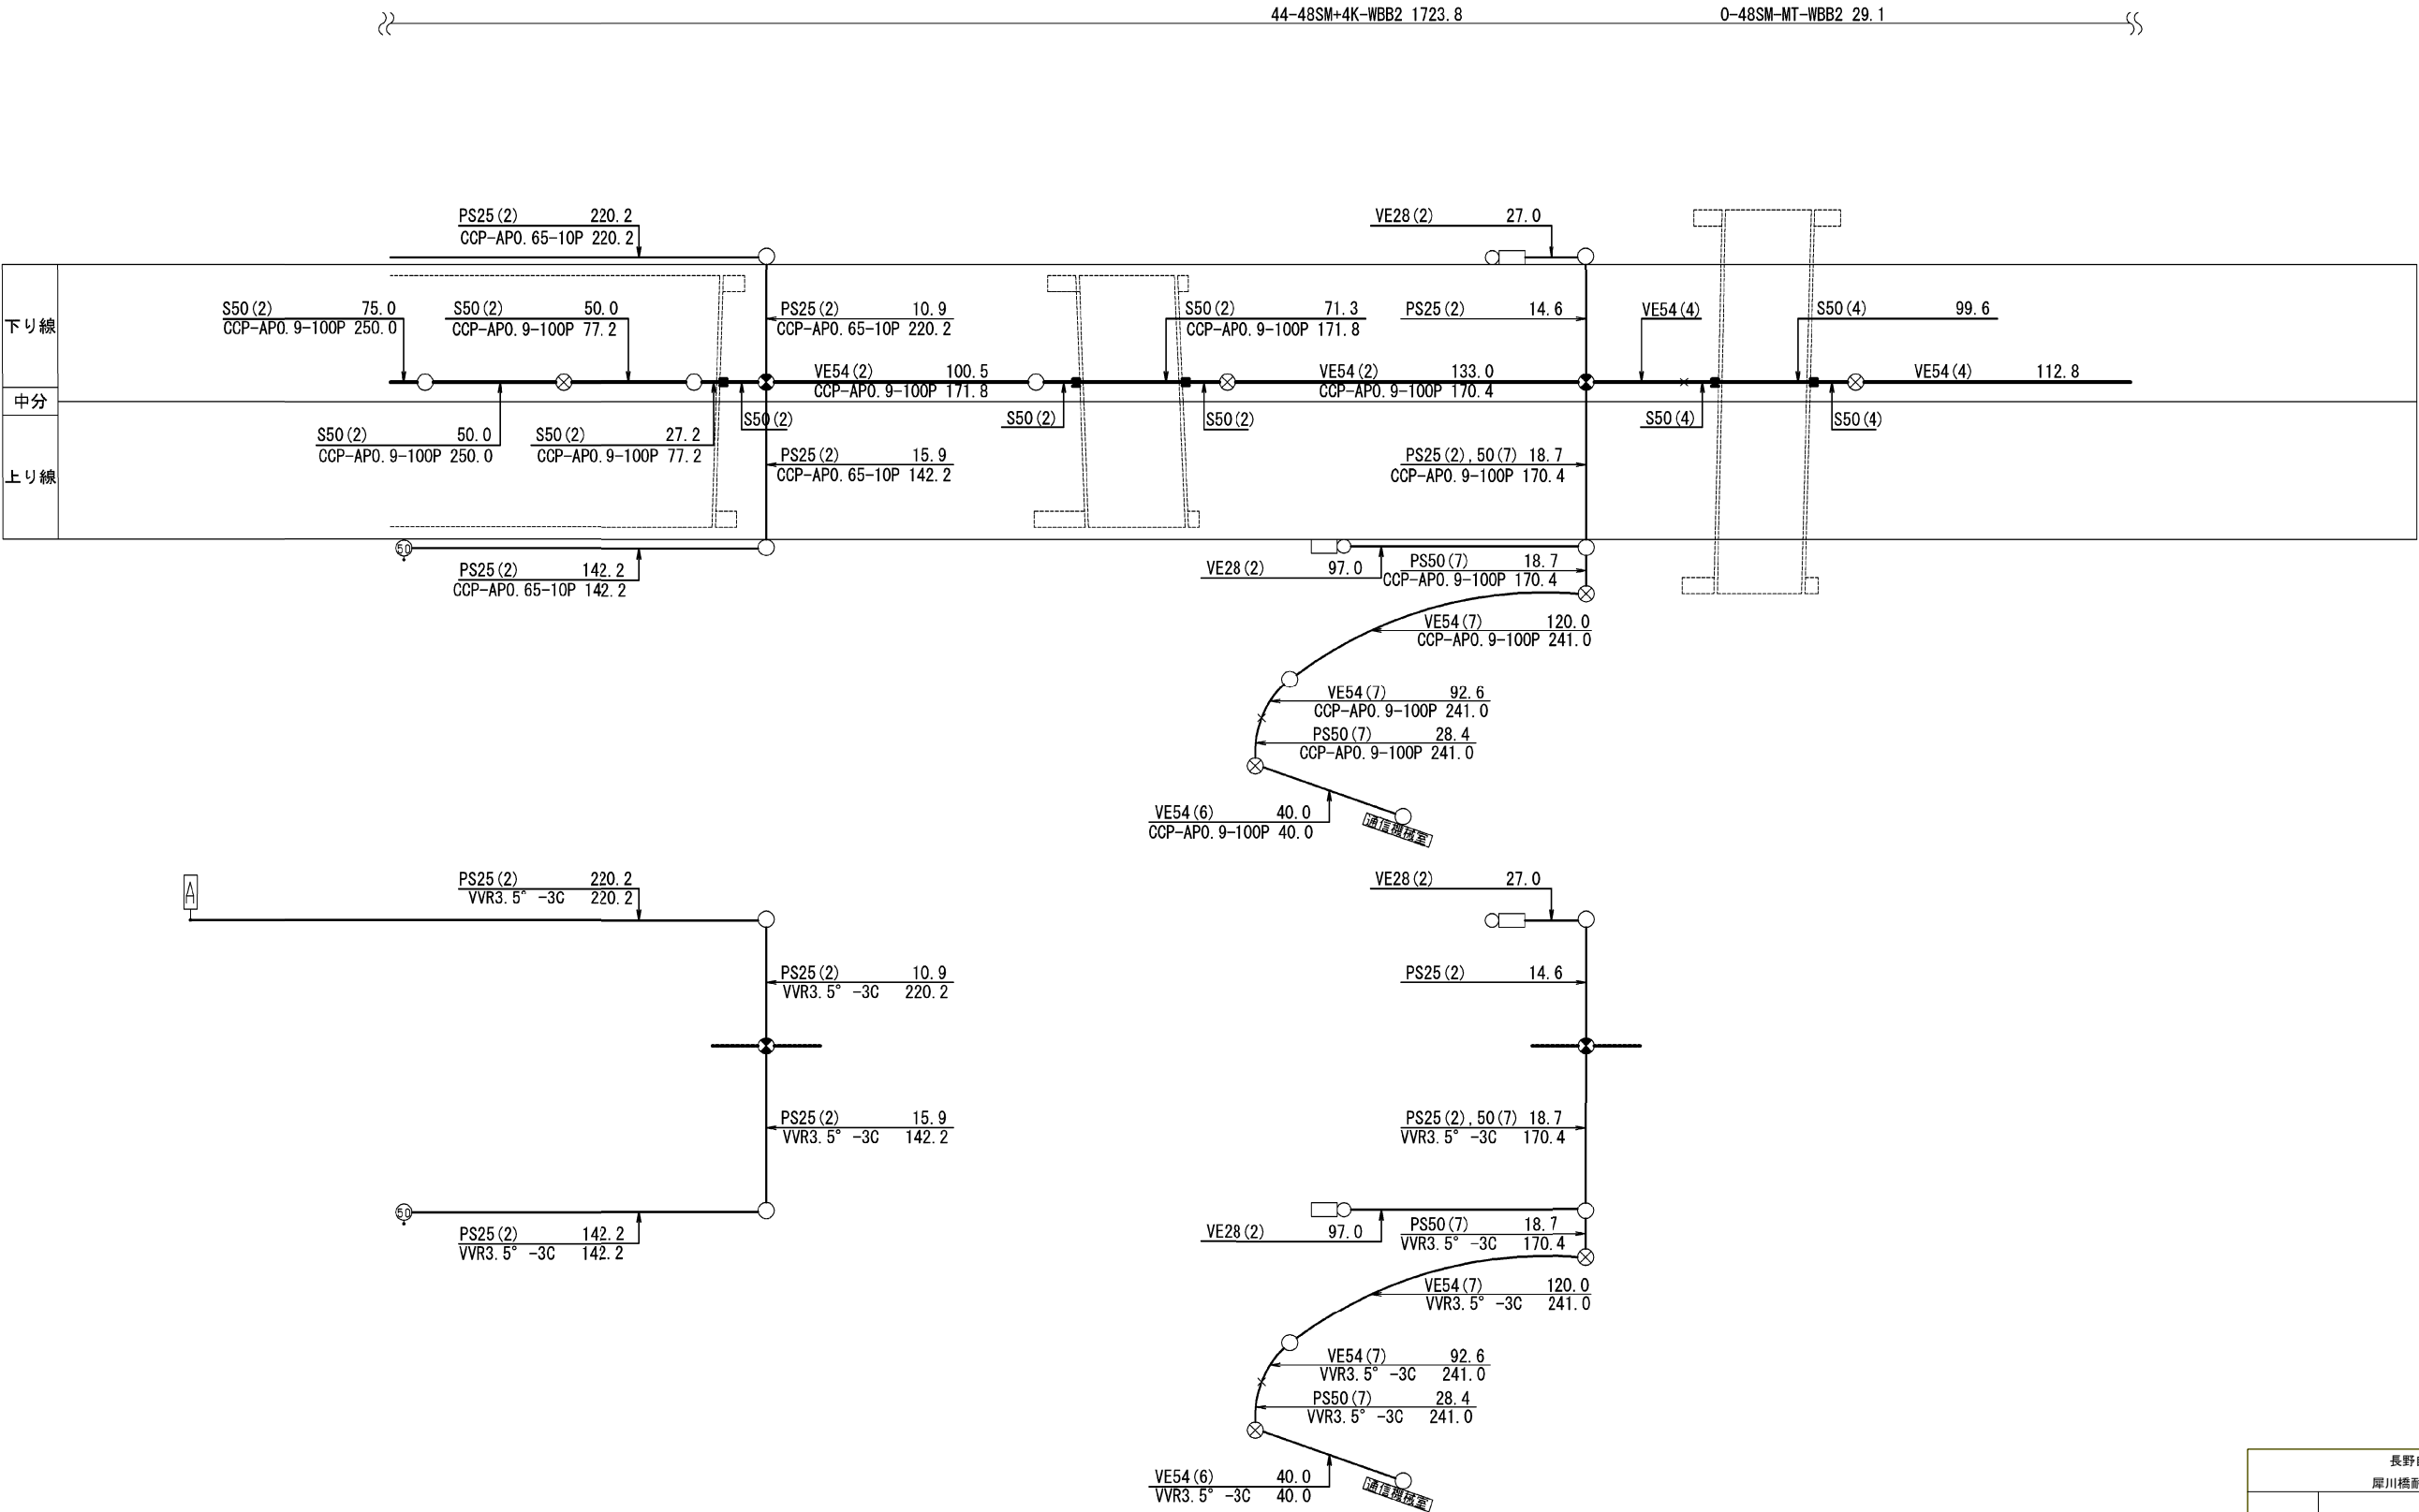 44-48SM+4K-WBB2 1723.8
0-48SM-MT-WBB2 29.1
PS25(2) 220.2
CCP-AP0.65-10P 220.2
VE28(2) 27.0
下り線
S50(2) 75.0
CCP-AP0.9-100P 250.0
S50(2) 50.0
CCP-AP0.9-100P 77.2
PS25(2) 10.9
CCP-AP0.65-10P 220.2
S50(2) 71.3
CCP-AP0.9-100P 171.8
PS25(2) 14.6
VE54(4)
S50(4) 99.6
VE54(2) 100.5
CCP-AP0.9-100P 171.8
VE54(2) 133.0
CCP-AP0.9-100P 170.4
VE54(4) 112.8
中分
S50(2)
S50(2)
S50(2)
S50(4)
S50(4)
上り線
S50(2) 50.0
CCP-AP0.9-100P 250.0
S50(2) 27.2
CCP-AP0.9-100P 77.2
PS25(2) 15.9
CCP-AP0.65-10P 142.2
PS25(2),50(7) 18.7
CCP-AP0.9-100P 170.4
50
PS25(2) 142.2
CCP-AP0.65-10P 142.2
VE28(2) 97.0
PS50(7) 18.7
CCP-AP0.9-100P 170.4
VE54(7) 120.0
CCP-AP0.9-100P 241.0
VE54(7) 92.6
CCP-AP0.9-100P 241.0
PS50(7) 28.4
CCP-AP0.9-100P 241.0
VE54(6) 40.0
CCP-AP0.9-100P 40.0
通信機械室
A
PS25(2) 220.2
VVR3.5°-3C 220.2
VE28(2) 27.0
PS25(2) 10.9
VVR3.5°-3C 220.2
PS25(2) 14.6
PS25(2) 15.9
VVR3.5°-3C 142.2
PS25(2),50(7) 18.7
VVR3.5°-3C 170.4
50
PS25(2) 142.2
VVR3.5°-3C 142.2
VE28(2) 97.0
PS50(7) 18.7
VVR3.5°-3C 170.4
VE54(7) 120.0
VVR3.5°-3C 241.0
VE54(7) 92.6
VVR3.5°-3C 241.0
PS50(7) 28.4
VVR3.5°-3C 241.0
VE54(6) 40.0
VVR3.5°-3C 40.0
通信機械室
長野
犀川橋